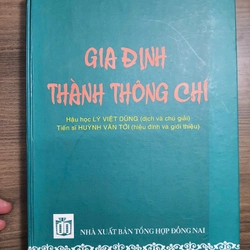 GIA ĐỊNH
THÀNH THÔNG CHÍ
Hậu học LÝ VIỆT DŨNG (dịch và chú giải)
Tiến sĩ HUỲNH VĂN TỚI (hiệu đính và giới thiệu)
NHÀ XUẤT BẢN TỔNG HỢP ĐỒNG NAI